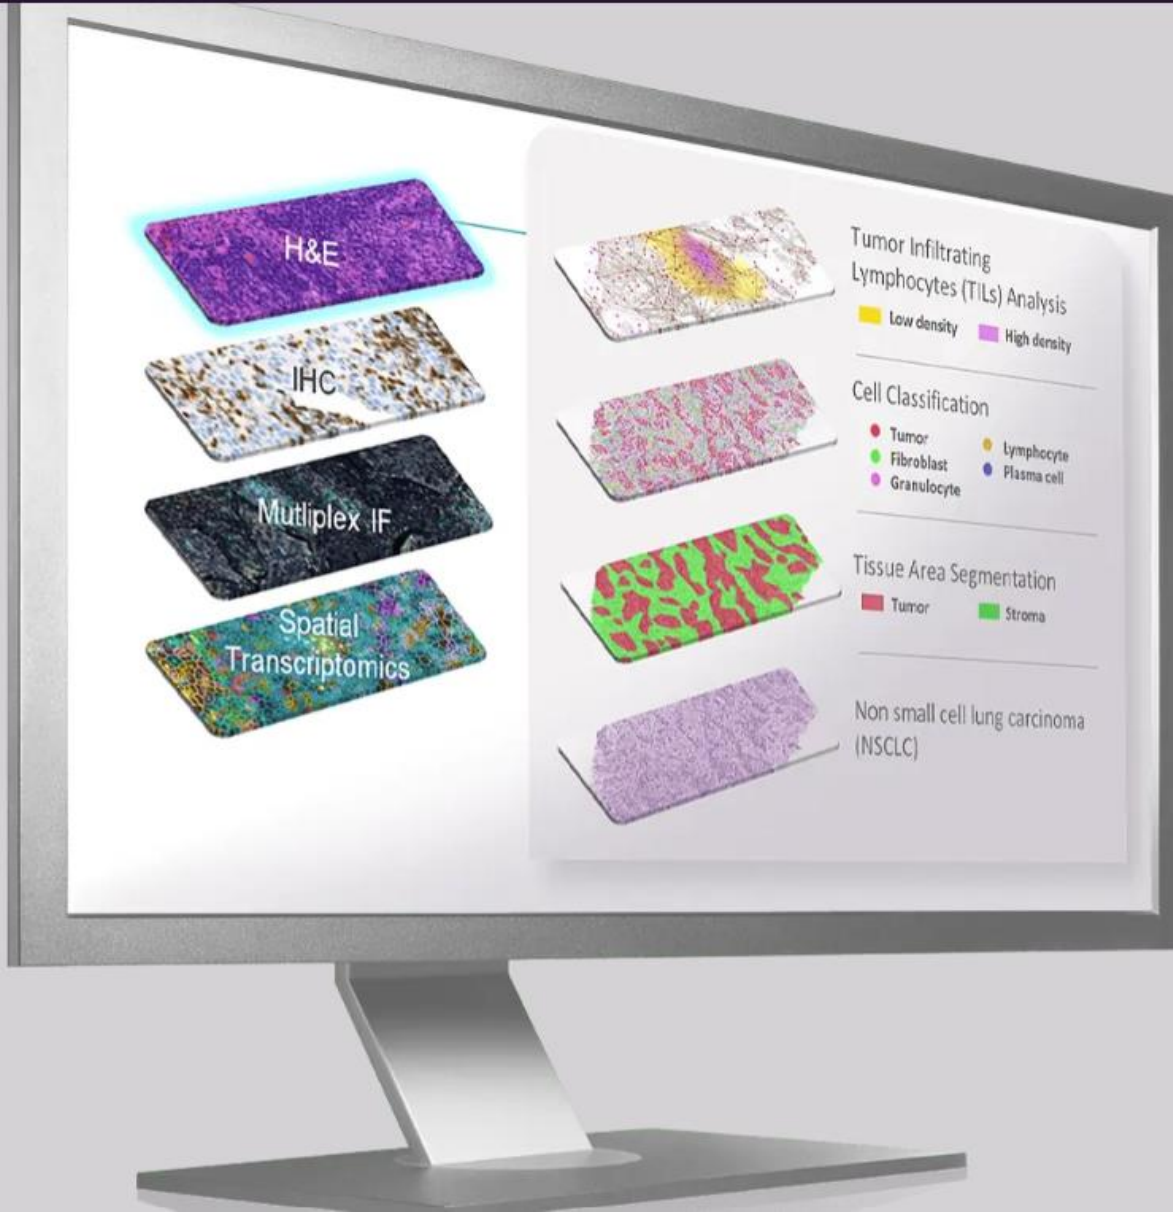 H&E
IHC
Mutliplex IF
Spatial
Transcriptomics
Tumor Infiltrating
Lymphocytes (TILs) Analysis
Low density
High density
Cell Classification
Tumor
Fibroblast
Granulocyte
Lymphocyte
Plasma cell
Tissue Area Segmentation
Tumor
Stroma
Non small cell lung carcinoma
(NSCLC)